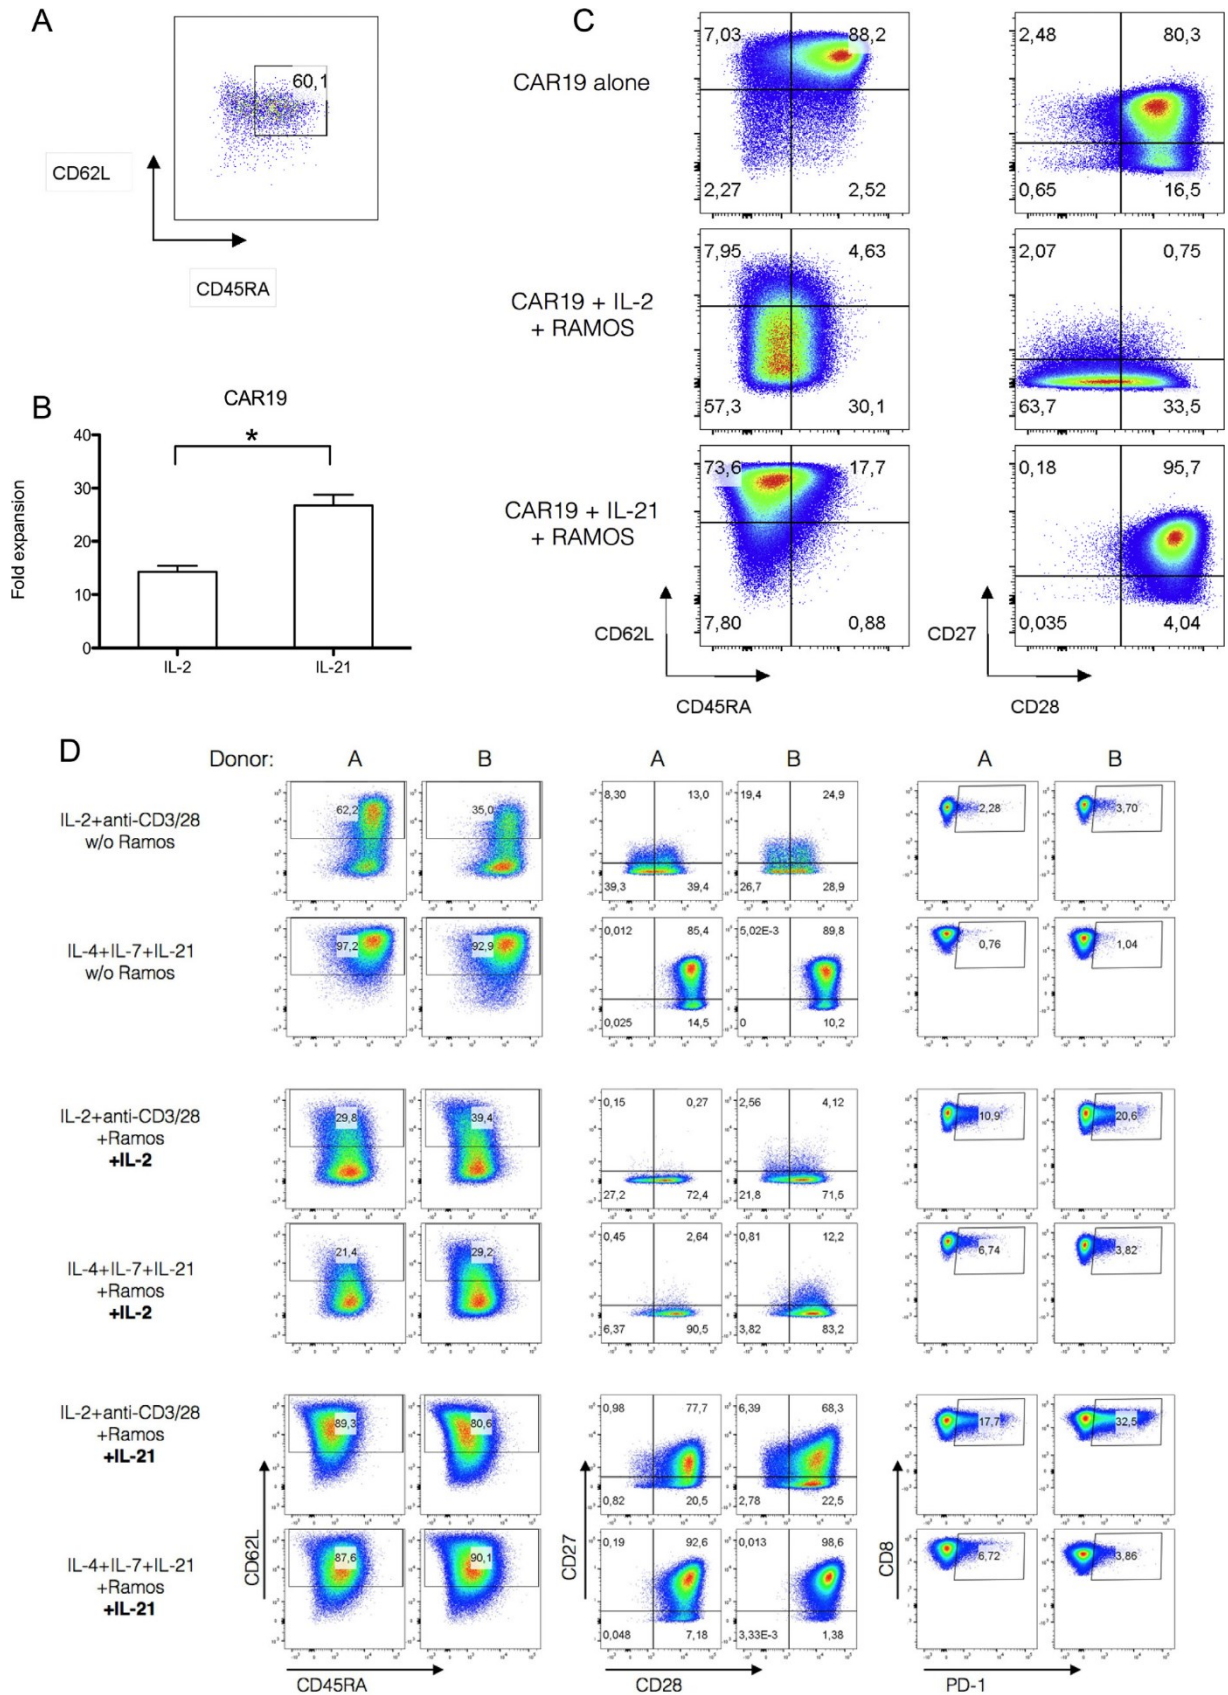 A
60,1
CD62L
CD45RA
B
CAR19
*
40
30
20
10
0
Fold expansion
IL-2
IL-21
C
CAR19 alone
7,03 88,2
2,27 2,52
2,48 80,3
0,65 16,5
CAR19 + IL-2
+ RAMOS
7,95 4,63
57,3 30,1
2,07 0,75
63,7 33,5
CAR19 + IL-21
+ RAMOS
73,6 17,7
7,80 0,88
0,18 95,7
0,035 4,04
CD62L
CD45RA
CD27
CD28
D
Donor: A B A B A B
IL-2+anti-CD3/28
w/o Ramos
62,2 35,0
8,30 13,0 19,4 24,9
39,3 39,4 26,7 28,9
2,28 3,70
IL-4+IL-7+IL-21
w/o Ramos
97,2 92,9
0,012 85,4 5,02E-3 89,8
0,025 14,5 0 10,2
0,76 1,04
IL-2+anti-CD3/28
+Ramos
+IL-2
29,8 39,4
0,15 0,27 2,56 4,12
27,2 72,4 21,8 71,5
10,9 20,6
IL-4+IL-7+IL-21
+Ramos
+IL-2
21,4 29,2
0,45 2,64 0,81 12,2
6,37 90,5 3,82 83,2
6,74 3,82
IL-2+anti-CD3/28
+Ramos
+IL-21
89,3 80,6
0,98 77,7 6,39 68,3
0,82 20,5 2,78 22,5
17,7 32,5
IL-4+IL-7+IL-21
+Ramos
+IL-21
87,6 90,1
0,19 92,6 0,013 98,6
0,048 7,18 3,33E-3 1,38
6,72 3,86
CD62L
CD45RA
CD27
CD28
CD8
PD-1